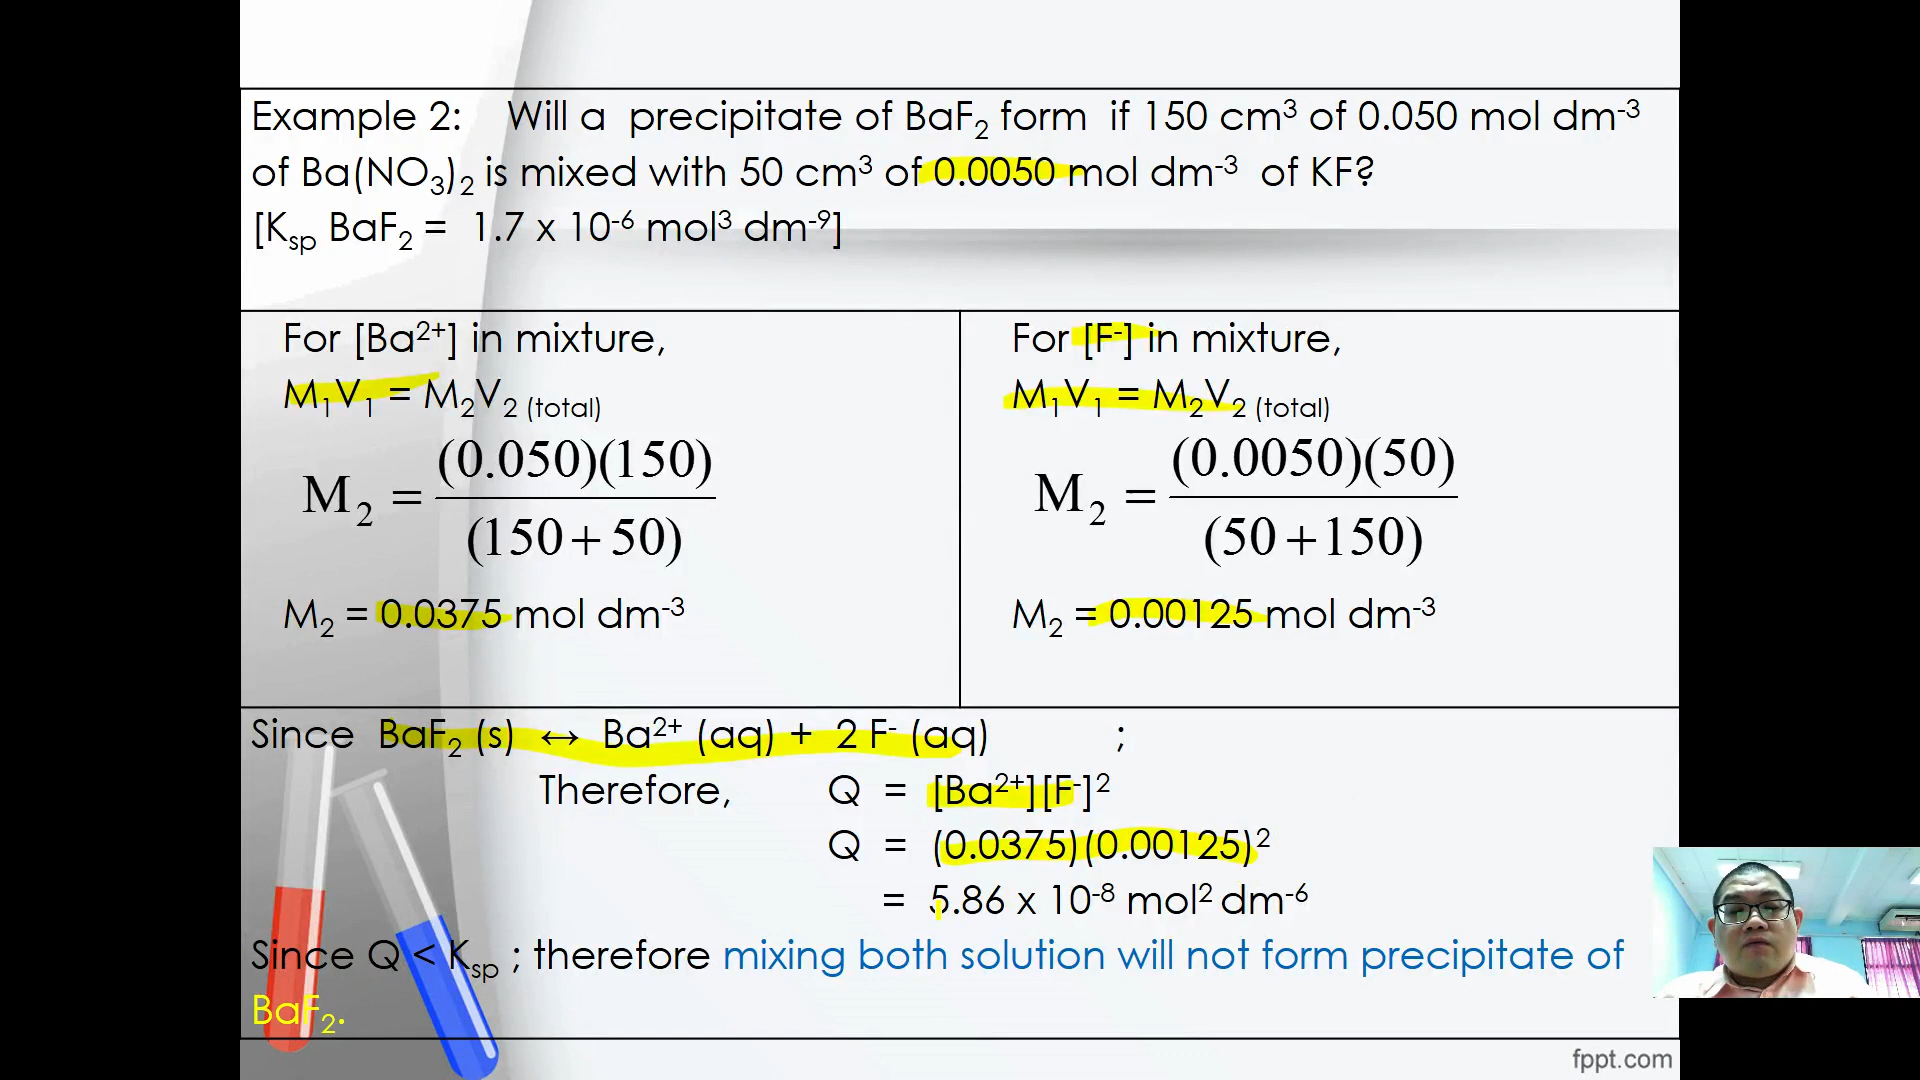 Example 2: Will a precipitate of BaF₂ form if 150 cm³ of 0.050 mol dm⁻³
of Ba(NO₃)₂ is mixed with 50 cm³ of 0.0050 mol dm⁻³ of KF?
[Kₛₚ BaF₂ = 1.7 x 10⁻⁶ mol³ dm⁻⁹]
For [Ba²⁺] in mixture,
M₁V₁ = M₂V₂ (total)
M₂ = (0.050)(150) / (150+50)
M₂ = 0.0375 mol dm⁻³
For [F⁻] in mixture,
M₁V₁ = M₂V₂ (total)
M₂ = (0.0050)(50) / (50+150)
M₂ = 0.00125 mol dm⁻³
Since BaF₂ (s) ↔ Ba²⁺ (aq) + 2 F⁻ (aq) ;
Therefore, Q = [Ba²⁺][F⁻]²
Q = (0.0375)(0.00125)²
= 5.86 x 10⁻⁸ mol² dm⁻⁶
Since Q < Kₛₚ ; therefore mixing both solution will not form precipitate of
BaF₂.
fppt.com